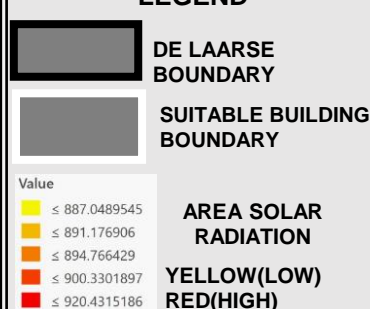 LEGEND
DE LAARSE
BOUNDARY
SUITABLE BUILDING
BOUNDARY
Value
≤ 887.0489545
≤ 891.176906
≤ 894.766429
≤ 900.3301897
≤ 920.4315186
AREA SOLAR
RADIATION
YELLOW(LOW)
RED(HIGH)